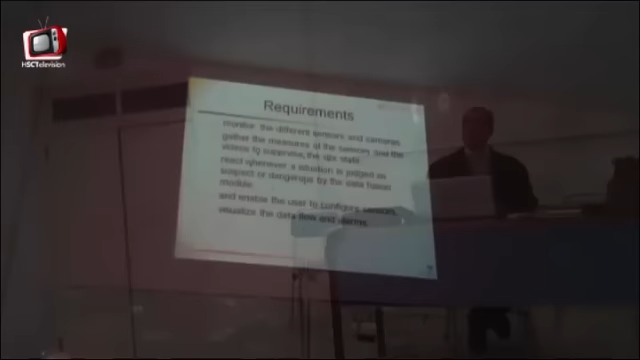 HSCTelevision
Requirements
monitor the different sensors and cameras,
gather the measures of the sensors and the
videos to supervise the site state
react whenever a situation is judged as
suspect or dangerous by the data fusion
module
and enable the user to configure
visualize the data flow and alarms.